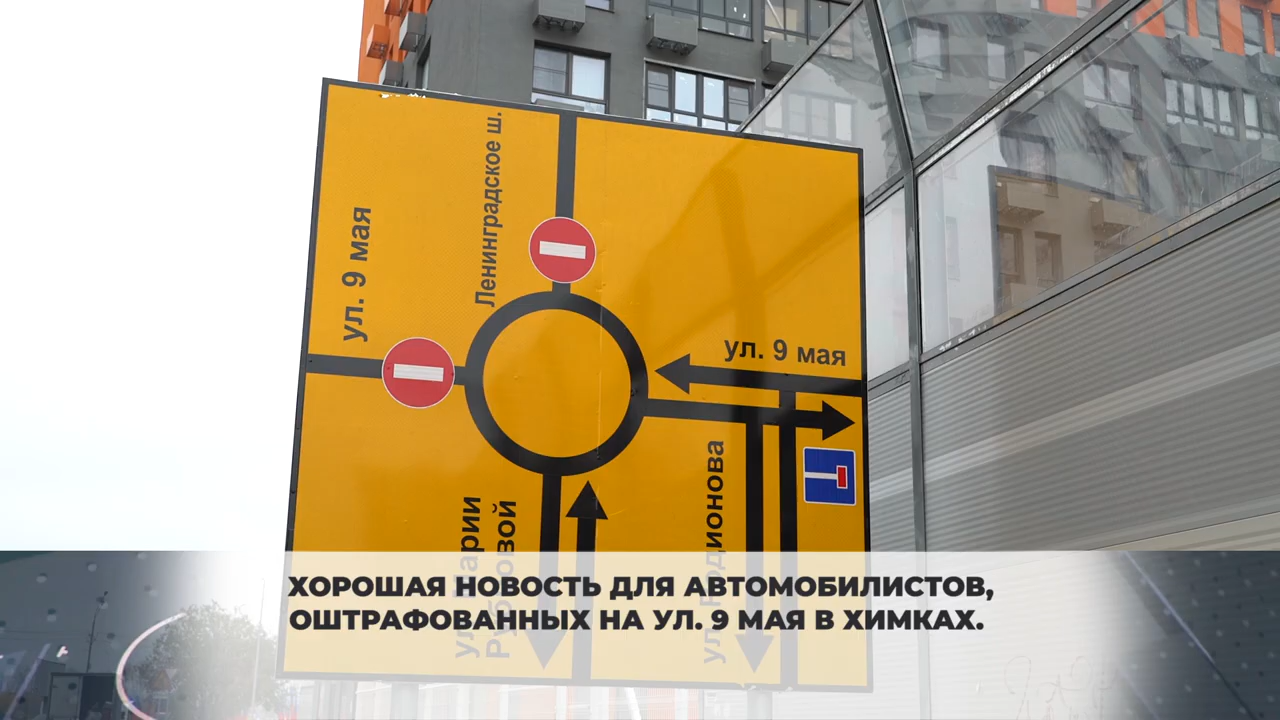 Ленинградское ш.
ул. 9 мая
ул. 9 мая
ул. Родионова
ул. Марии
Рубцовой
ХОРОШАЯ НОВОСТЬ ДЛЯ АВТОМОБИЛИСТОВ,
ОШТРАФОВАННЫХ НА УЛ. 9 МАЯ В ХИМКАХ.